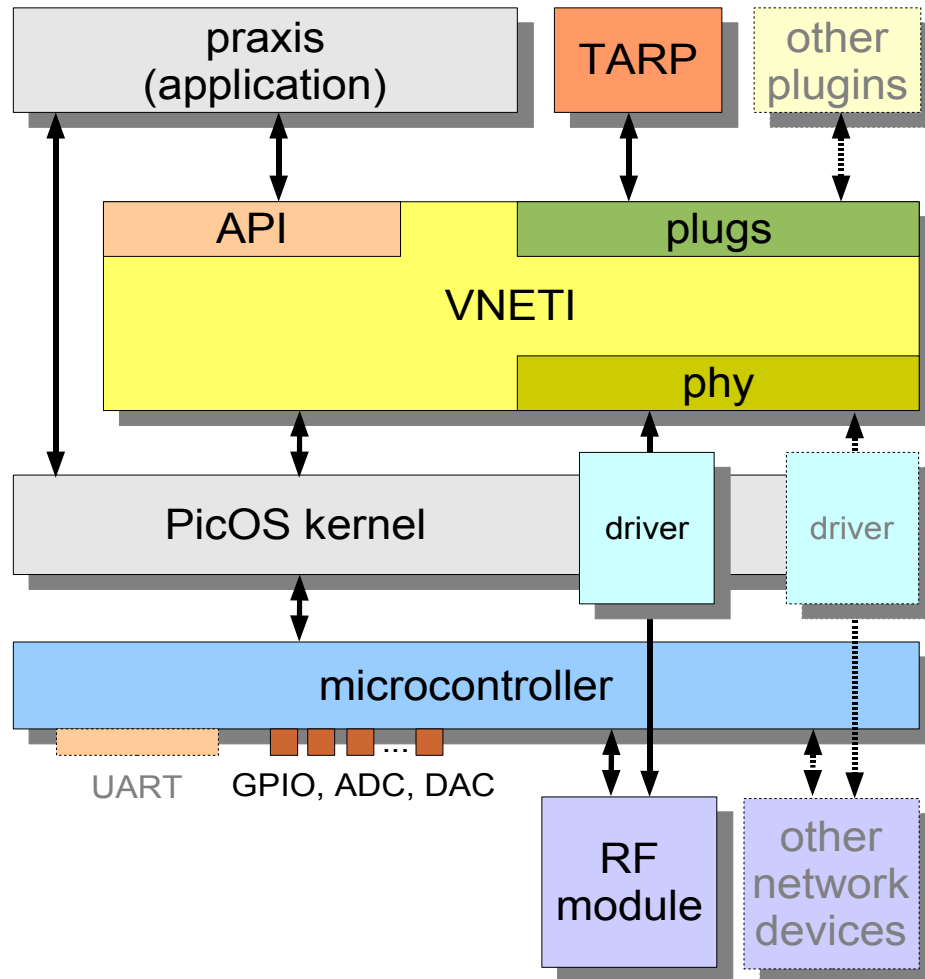 praxis
(application)
TARP
other
plugins
API
plugs
VNETI
phy
PicOS kernel
driver
driver
microcontroller
...
UART
GPIO, ADC, DAC
RF
module
other
network
devices